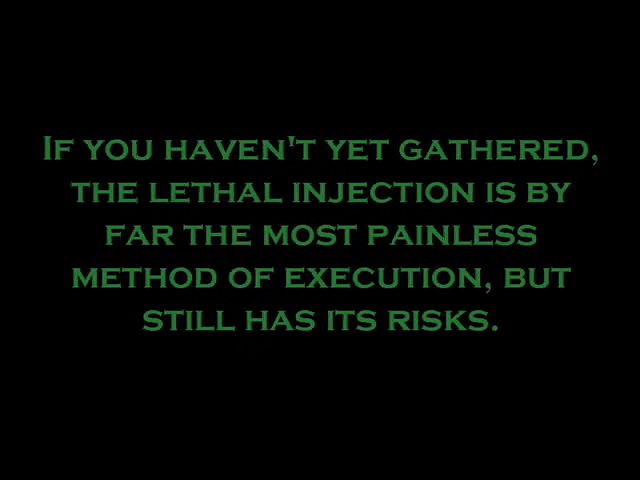 If you haven't yet gathered,
the lethal injection is by
far the most painless
method of execution, but
still has its risks.